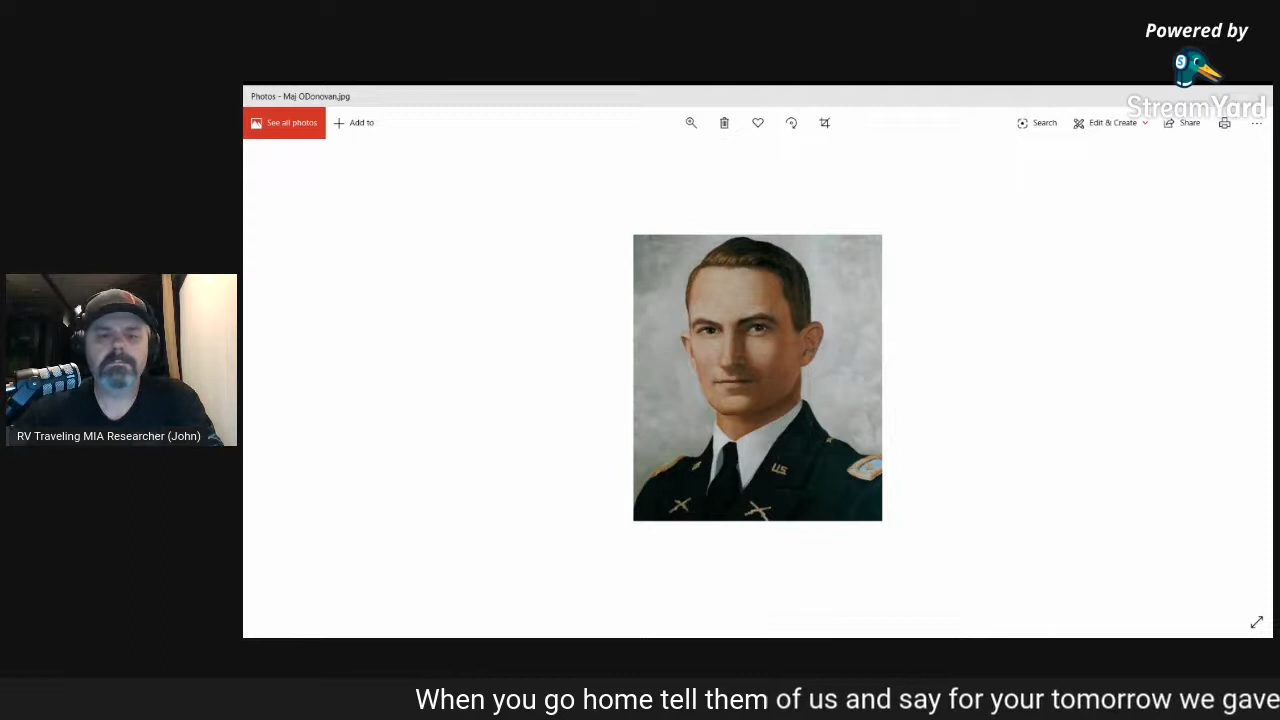 Powered by
StreamYard
Photos - Maj ODonovan.jpg
See all photos
Add to
Search
Edit & Create
Share
US
RV Traveling MIA Researcher (John)
When you go home tell them of us and say for your tomorrow we gave